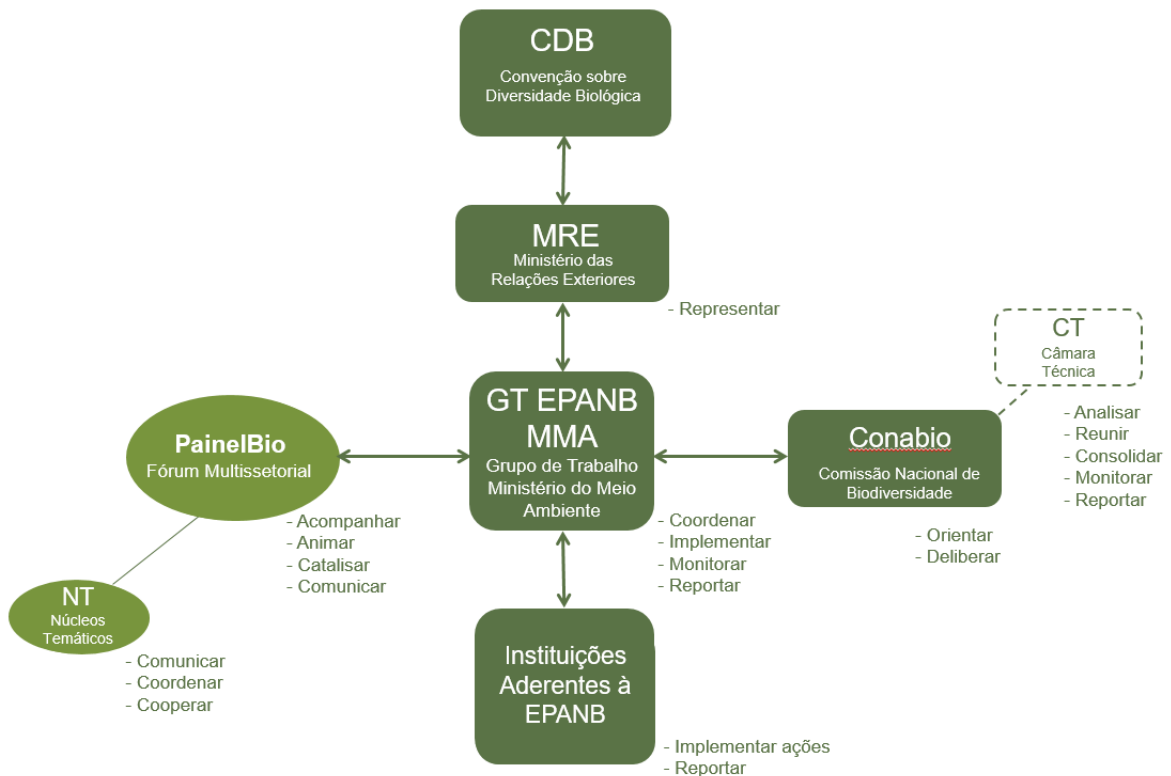 CDB
Convenção sobre
Diversidade Biológica
MRE
Ministério das
Relações Exteriores
- Representar
CT
Câmara
Técnica
- Analisar
- Reunir
- Consolidar
- Monitorar
- Reportar
GT EPANB
MMA
Grupo de Trabalho
Ministério do Meio
Ambiente
- Coordenar
- Implementar
- Monitorar
- Reportar
Conabio
Comissão Nacional de
Biodiversidade
- Orientar
- Deliberar
PainelBio
Fórum Multissetorial
- Acompanhar
- Animar
- Catalisar
- Comunicar
NT
Núcleos
Temáticos
- Comunicar
- Coordenar
- Cooperar
Instituições
Aderentes à
EPANB
- Implementar ações
- Reportar